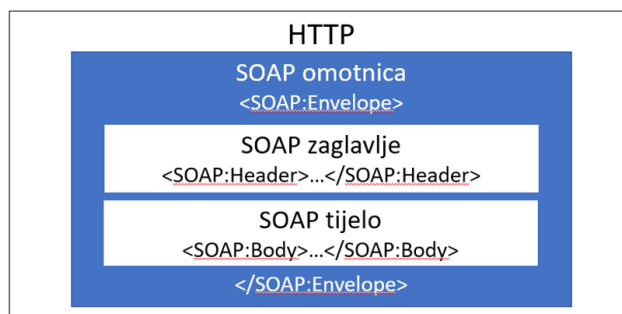 HTTP
SOAP omotnica
<SOAP:Envelope>
SOAP zaglavlje
<SOAP:Header>...</SOAP:Header>
SOAP tijelo
<SOAP:Body>...</SOAP:Body>
</SOAP:Envelope>